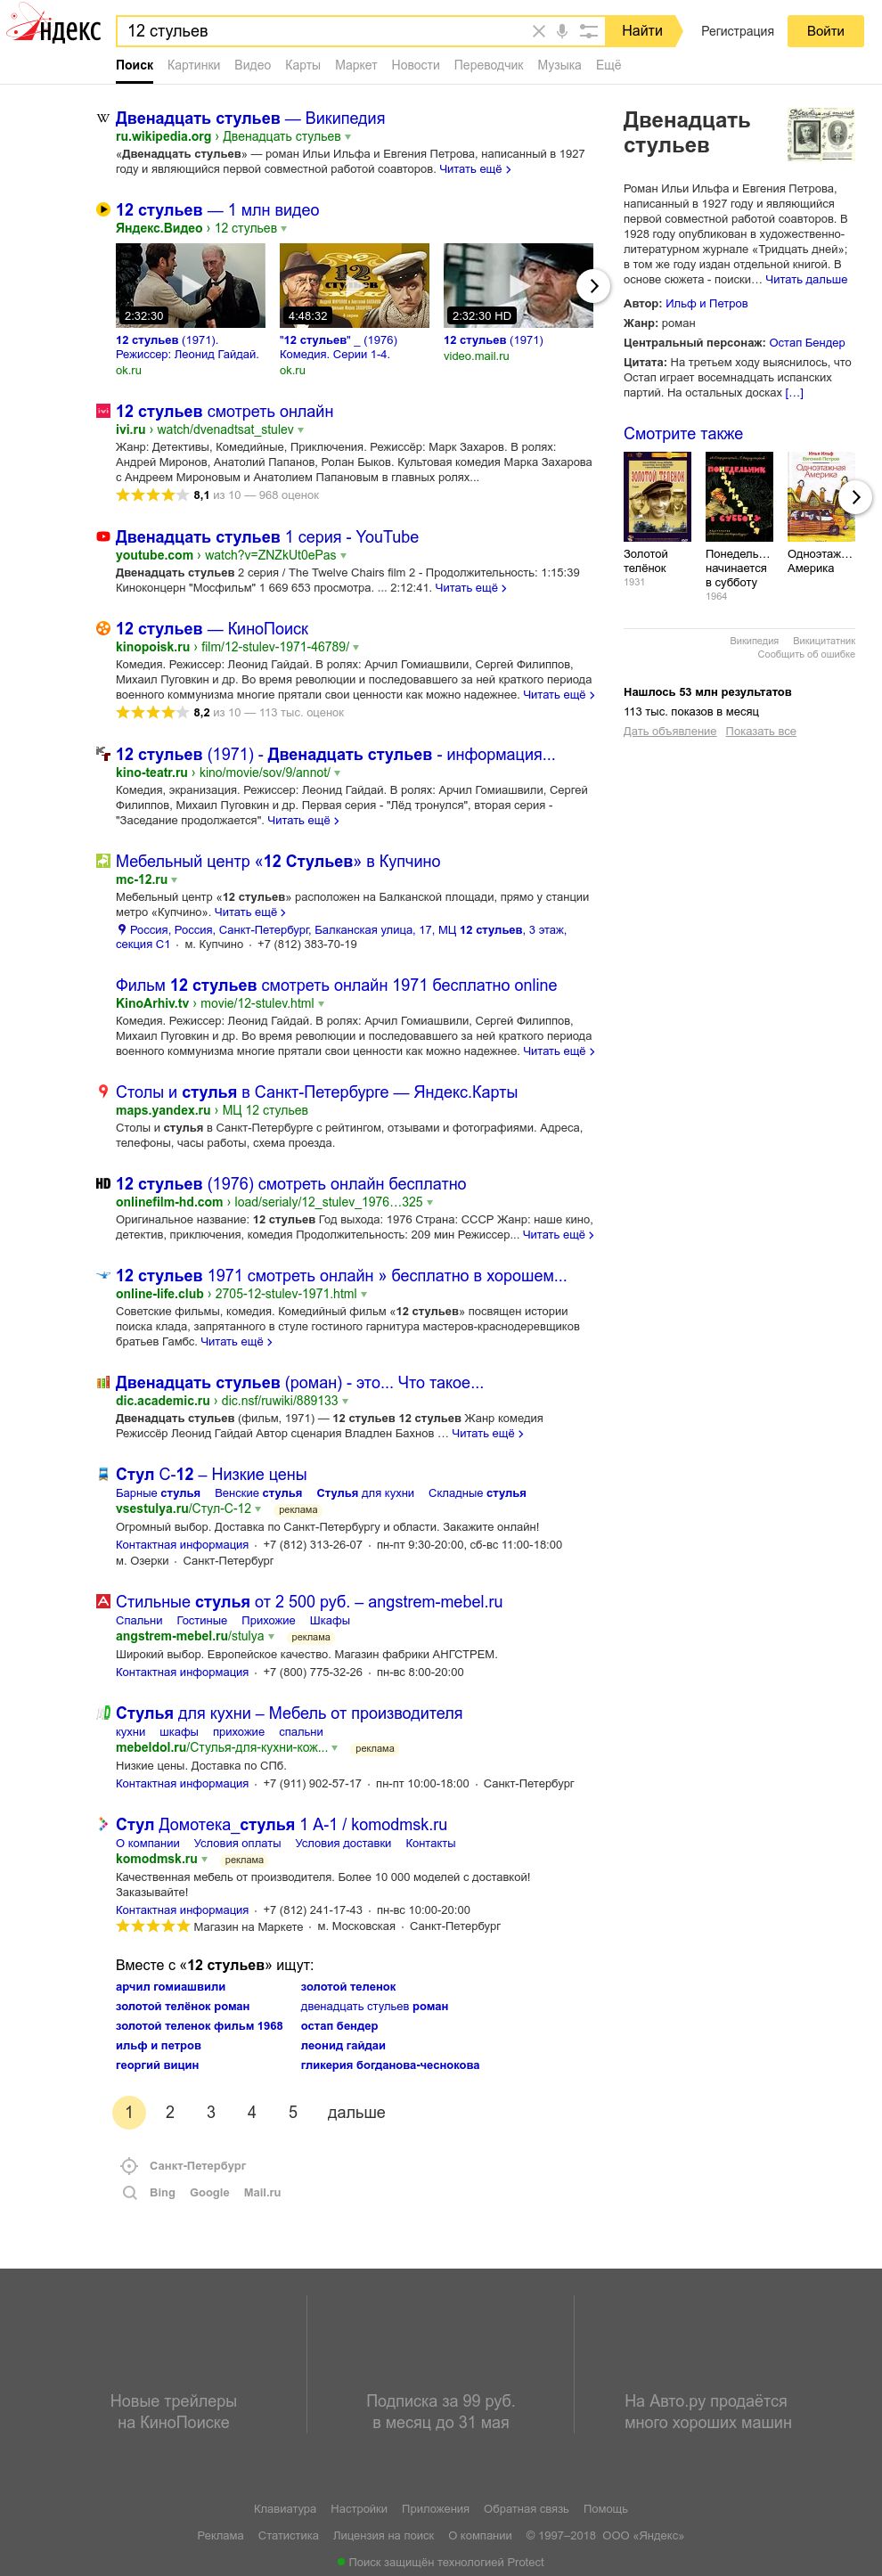 Яндекс
12 стульев
Найти
Регистрация
Войти
Поиск Картинки Видео Карты Маркет Новости Переводчик Музыка Ещё
Двенадцать стульев — Википедия
ru.wikipedia.org › Двенадцать стульев
«Двенадцать стульев» — роман Ильи Ильфа и Евгения Петрова, написанный в 1927
году и являющийся первой совместной работой соавторов. Читать ещё
12 стульев — 1 млн видео
Яндекс.Видео › 12 стульев
2:32:30
12 стульев (1971).
Режиссер: Леонид Гайдай.
ok.ru
12
стульев
4:48:32
"12 стульев" _ (1976)
Комедия. Серии 1-4.
ok.ru
2:32:30 HD
12 стульев (1971)
video.mail.ru
12 стульев смотреть онлайн
ivi.ru › watch/dvenadtsat_stulev
Жанр: Детективы, Комедийные, Приключения. Режиссёр: Марк Захаров. В ролях:
Андрей Миронов, Анатолий Папанов, Ролан Быков. Культовая комедия Марка Захарова
с Андреем Мироновым и Анатолием Папановым в главных ролях...
8,1 из 10 — 968 оценок
Двенадцать стульев 1 серия - YouTube
youtube.com › watch?v=ZNZkUt0ePas
Двенадцать стульев 2 серия / The Twelve Chairs film 2 - Продолжительность: 1:15:39
Киноконцерн "Мосфильм" 1 669 653 просмотра. ... 2:12:41. Читать ещё
12 стульев — КиноПоиск
kinopoisk.ru › film/12-stulev-1971-46789/
Комедия. Режиссер: Леонид Гайдай. В ролях: Арчил Гомиашвили, Сергей Филиппов,
Михаил Пуговкин и др. Во время революции и последовавшего за ней краткого периода
военного коммунизма многие прятали свои ценности как можно надежнее. Читать ещё
8,2 из 10 — 113 тыс. оценок
12 стульев (1971) - Двенадцать стульев - информация...
kino-teatr.ru › kino/movie/sov/9/annot/
Комедия, экранизация. Режиссер: Леонид Гайдай. В ролях: Арчил Гомиашвили, Сергей
Филиппов, Михаил Пуговкин и др. Первая серия - "Лёд тронулся", вторая серия -
"Заседание продолжается". Читать ещё
Мебельный центр «12 Стульев» в Купчино
mc-12.ru
Мебельный центр «12 стульев» расположен на Балканской площади, прямо у станции
метро «Купчино». Читать ещё
Россия, Россия, Санкт-Петербург, Балканская улица, 17, МЦ 12 стульев, 3 этаж,
секция С1 · м. Купчино · +7 (812) 383-70-19
Фильм 12 стульев смотреть онлайн 1971 бесплатно online
KinoArhiv.tv › movie/12-stulev.html
Комедия. Режиссер: Леонид Гайдай. В ролях: Арчил Гомиашвили, Сергей Филиппов,
Михаил Пуговкин и др. Во время революции и последовавшего за ней краткого периода
военного коммунизма многие прятали свои ценности как можно надежнее. Читать ещё
Столы и стулья в Санкт-Петербурге — Яндекс.Карты
maps.yandex.ru › МЦ 12 стульев
Столы и стулья в Санкт-Петербурге с рейтингом, отзывами и фотографиями. Адреса,
телефоны, часы работы, схема проезда.
HD 12 стульев (1976) смотреть онлайн бесплатно
onlinefilm-hd.com › load/serialy/12_stulev_1976…325
Оригинальное название: 12 стульев Год выхода: 1976 Страна: СССР Жанр: наше кино,
детектив, приключения, комедия Продолжительность: 209 мин Режиссер... Читать ещё
12 стульев 1971 смотреть онлайн » бесплатно в хорошем...
online-life.club › 2705-12-stulev-1971.html
Советские фильмы, комедия. Комедийный фильм «12 стульев» посвящен истории
поиска клада, запрятанного в стуле гостиного гарнитура мастеров-краснодеревщиков
братьев Гамбс. Читать ещё
Двенадцать стульев (роман) - это... Что такое...
dic.academic.ru › dic.nsf/ruwiki/889133
Двенадцать стульев (фильм, 1971) — 12 стульев 12 стульев Жанр комедия
Режиссёр Леонид Гайдай Автор сценария Владлен Бахнов … Читать ещё
Стул С-12 – Низкие цены
Барные стулья Венские стулья Стулья для кухни Складные стулья
vsestulya.ru/Стул-С-12 реклама
Огромный выбор. Доставка по Санкт-Петербургу и области. Закажите онлайн!
Контактная информация · +7 (812) 313-26-07 · пн-пт 9:30-20:00, сб-вс 11:00-18:00
м. Озерки · Санкт-Петербург
Стильные стулья от 2 500 руб. – angstrem-mebel.ru
Спальни Гостиные Прихожие Шкафы
angstrem-mebel.ru/stulya реклама
Широкий выбор. Европейское качество. Магазин фабрики АНГСТРЕМ.
Контактная информация · +7 (800) 775-32-26 · пн-вс 8:00-20:00
Стулья для кухни – Мебель от производителя
кухни шкафы прихожие спальни
mebeldol.ru/Стулья-для-кухни-кож... реклама
Низкие цены. Доставка по СПб.
Контактная информация · +7 (911) 902-57-17 · пн-пт 10:00-18:00 · Санкт-Петербург
Стул Домотека_стулья 1 А-1 / komodmsk.ru
О компании Условия оплаты Условия доставки Контакты
komodmsk.ru реклама
Качественная мебель от производителя. Более 10 000 моделей с доставкой!
Заказывайте!
Контактная информация · +7 (812) 241-17-43 · пн-вс 10:00-20:00
Магазин на Маркете · м. Московская · Санкт-Петербург
Вместе с «12 стульев» ищут:
арчил гомиашвили
золотой телёнок роман
золотой теленок фильм 1968
ильф и петров
георгий вицин
золотой теленок
двенадцать стульев роман
остап бендер
леонид гайдаи
гликерия богданова-чеснокова
1 2 3 4 5 дальше
Санкт-Петербург
Bing Google Mail.ru
Двенадцать
стульев
Роман Ильи Ильфа и Евгения Петрова,
написанный в 1927 году и являющийся
первой совместной работой соавторов. В
1928 году опубликован в художественно-
литературном журнале «Тридцать дней»;
в том же году издан отдельной книгой. В
основе сюжета - поиски… Читать дальше
Автор: Ильф и Петров
Жанр: роман
Центральный персонаж: Остап Бендер
Цитата: На третьем ходу выяснилось, что
Остап играет восемнадцать испанских
партий. На остальных досках […]
Смотрите также
ЗОЛОТОЙ ТЕЛЕНОК
Золотой
телёнок
1931
ПОНЕДЕЛЬНИК
НАЧИНАЕТСЯ
В СУББОТУ
Понедель…
начинается
в субботу
1964
Илья Ильф
Евгений Петров
Одноэтажная
Америка
Одноэтаж…
Америка
Википедия Викицитатник
Сообщить об ошибке
Нашлось 53 млн результатов
113 тыс. показов в месяц
Дать объявление Показать все
Новые трейлеры
на КиноПоиске
Подписка за 99 руб.
в месяц до 31 мая
На Авто.ру продаётся
много хороших машин
Клавиатура Настройки Приложения Обратная связь Помощь
Реклама Статистика Лицензия на поиск О компании © 1997–2018 ООО «Яндекс»
Поиск защищён технологией Protect